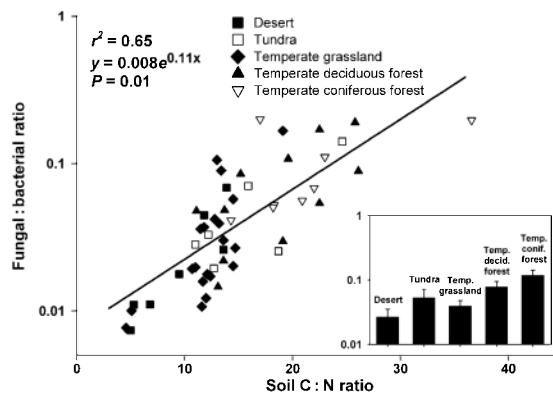 1
r² = 0.65
y = 0.008e^0.11x
P = 0.01
Desert
Tundra
Temperate grassland
Temperate deciduous forest
Temperate coniferous forest
Fungal : bacterial ratio
0.1
0.01
0
10
20
30
40
Soil C : N ratio
1
0.1
0.01
Desert
Tundra
Temp.
grassland
Temp.
decid.
forest
Temp.
conif.
forest